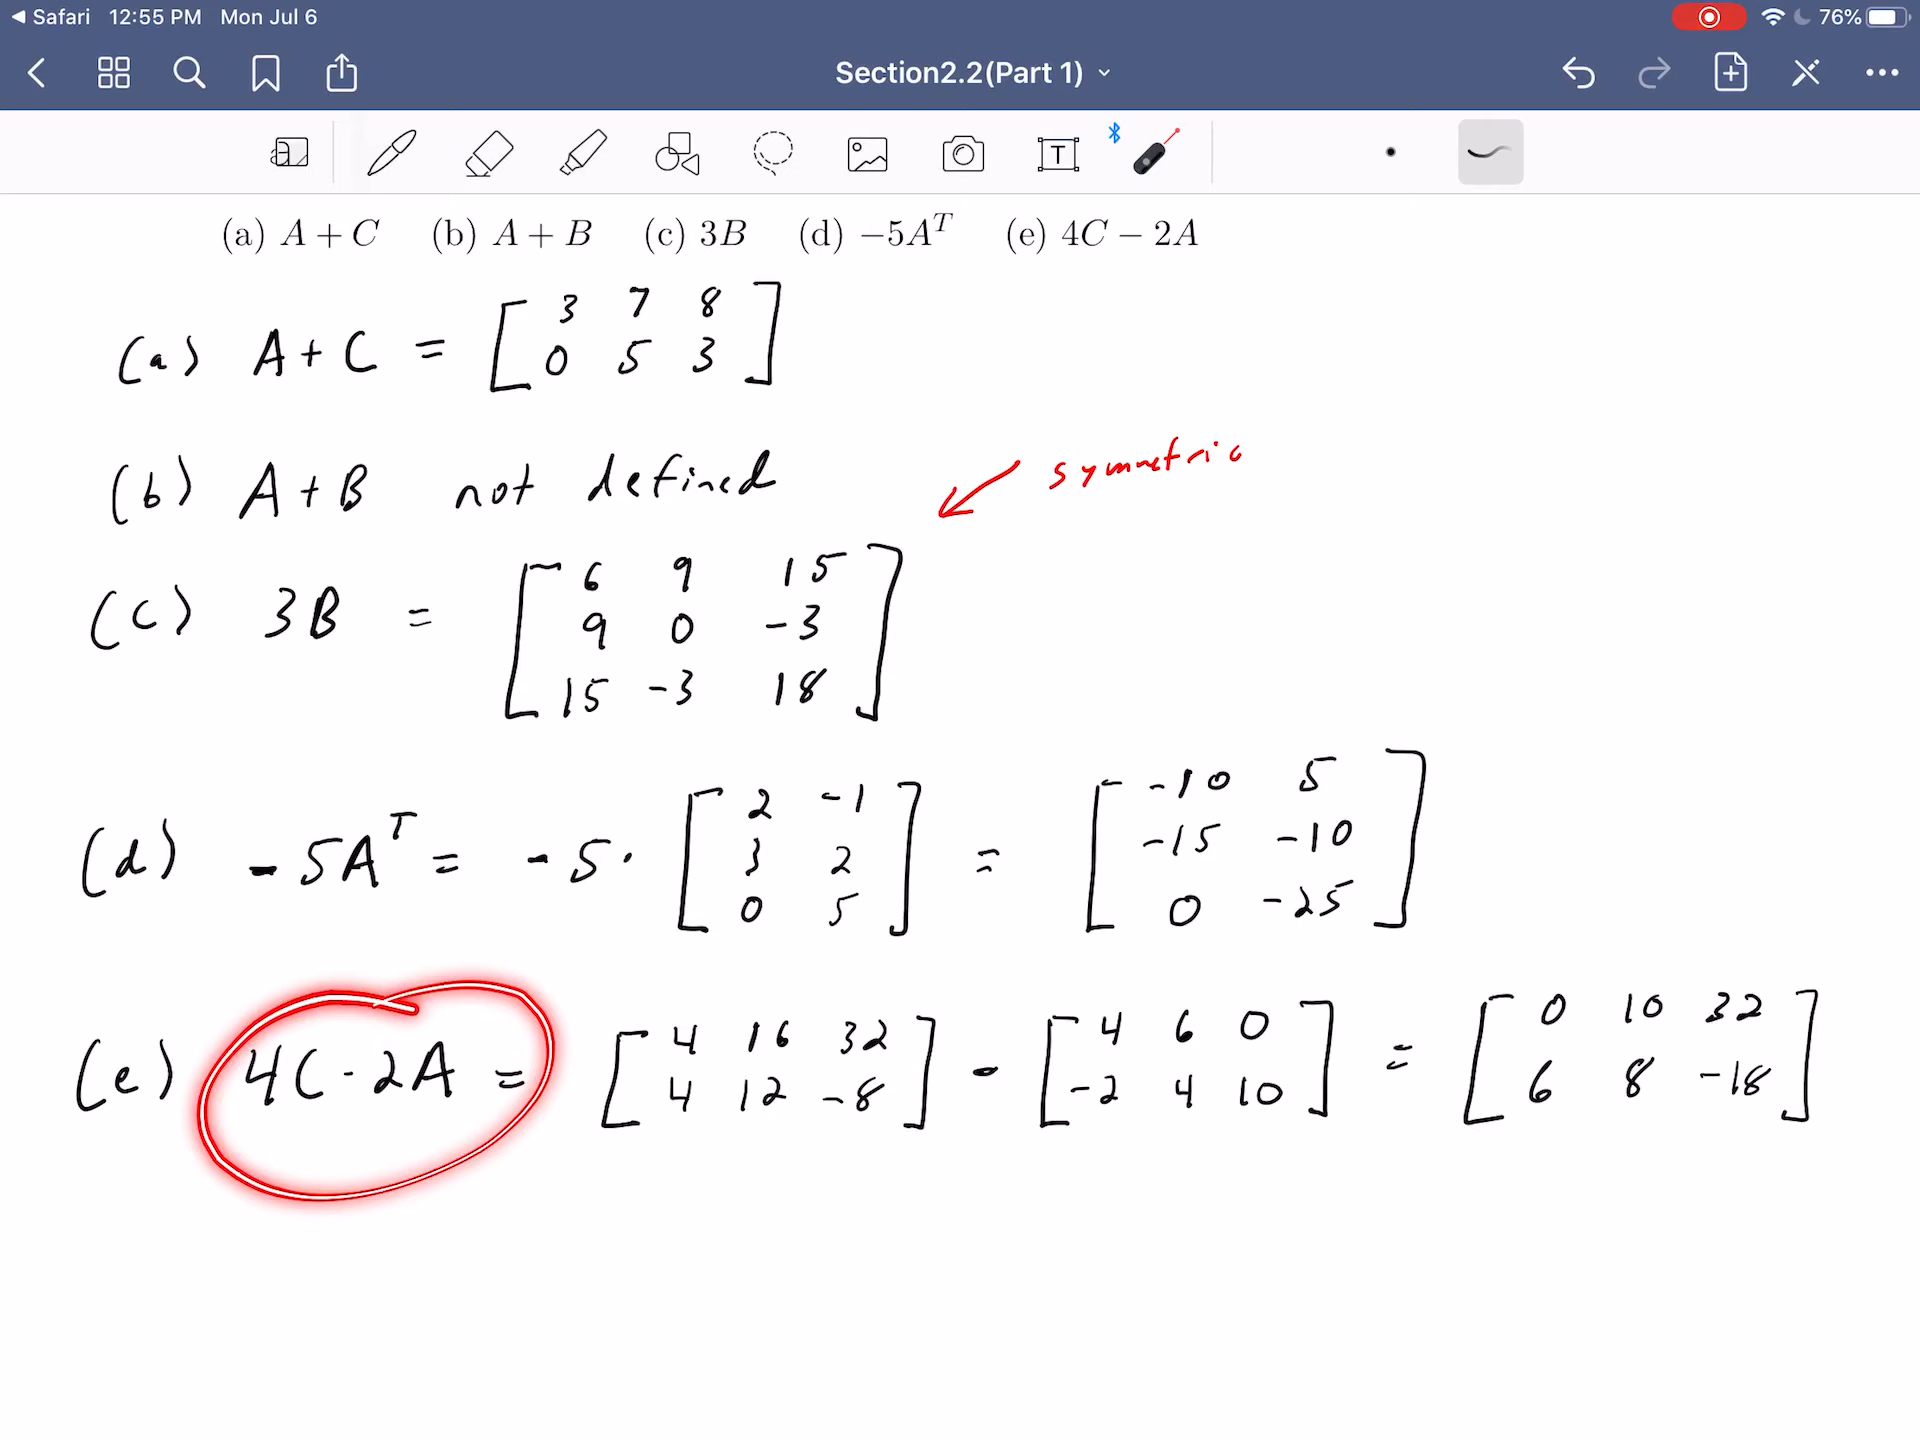 Safari 12:55 PM Mon Jul 6 76%
Section2.2(Part 1)
T
(a) A + C (b) A + B (c) 3B (d) −5A^T (e) 4C − 2A
(a) A + C = [ 3 7 8
0 5 3 ]
symmetric
(b) A + B not defined
(c) 3B = [ 6 9 15
9 0 -3
15 -3 18 ]
(d) -5A^T = -5 · [ 2 -1
3 2
0 5 ] = [ -10 5
-15 -10
0 -25 ]
(e) 4C - 2A = [ 4 16 32
4 12 -8 ] - [ 4 6 0
-2 4 10 ] = [ 0 10 32
6 8 -18 ]